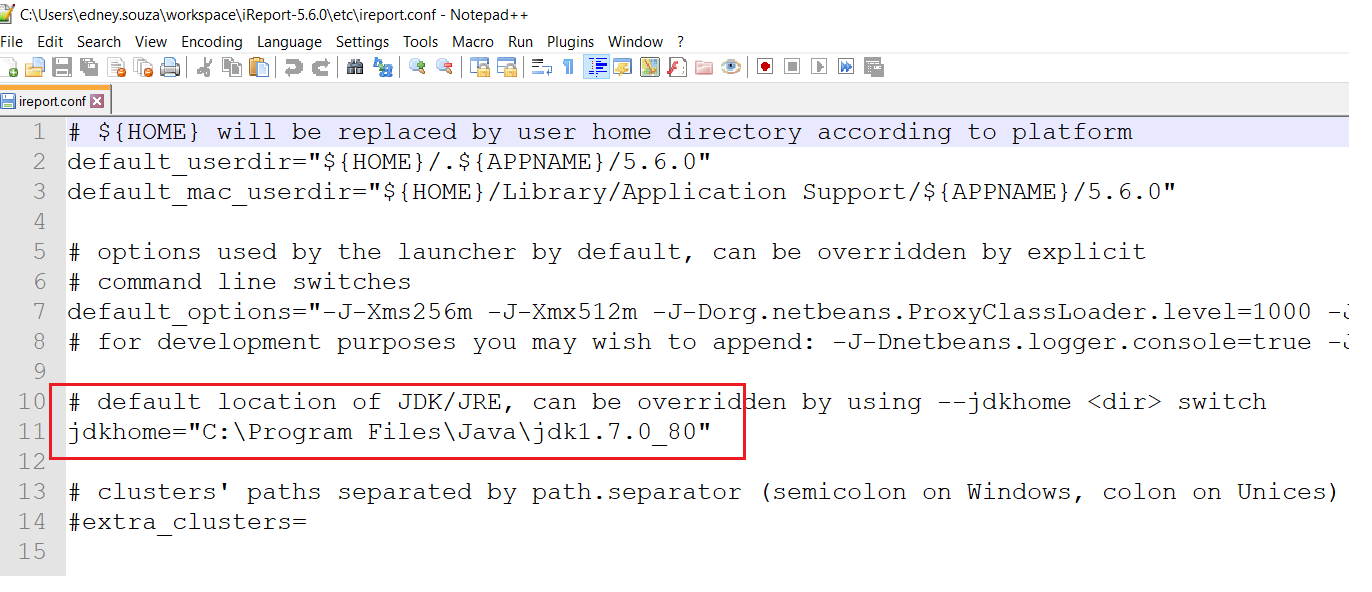 C:\Users\edney.souza\workspace\iReport-5.6.0\etc\ireport.conf - Notepad++
File Edit Search View Encoding Language Settings Tools Macro Run Plugins Window ?
ireport.conf
1 # ${HOME} will be replaced by user home directory according to platform
2 default_userdir="${HOME}/.${APPNAME}/5.6.0"
3 default_mac_userdir="${HOME}/Library/Application Support/${APPNAME}/5.6.0"
4
5 # options used by the launcher by default, can be overridden by explicit
6 # command line switches
7 default_options="-J-Xms256m -J-Xmx512m -J-Dorg.netbeans.ProxyClassLoader.level=1000 -J
8 # for development purposes you may wish to append: -J-Dnetbeans.logger.console=true -J
9
10 # default location of JDK/JRE, can be overridden by using --jdkhome <dir> switch
11 jdkhome="C:\Program Files\Java\jdk1.7.0_80"
12
13 # clusters' paths separated by path.separator (semicolon on Windows, colon on Unices)
14 #extra_clusters=
15